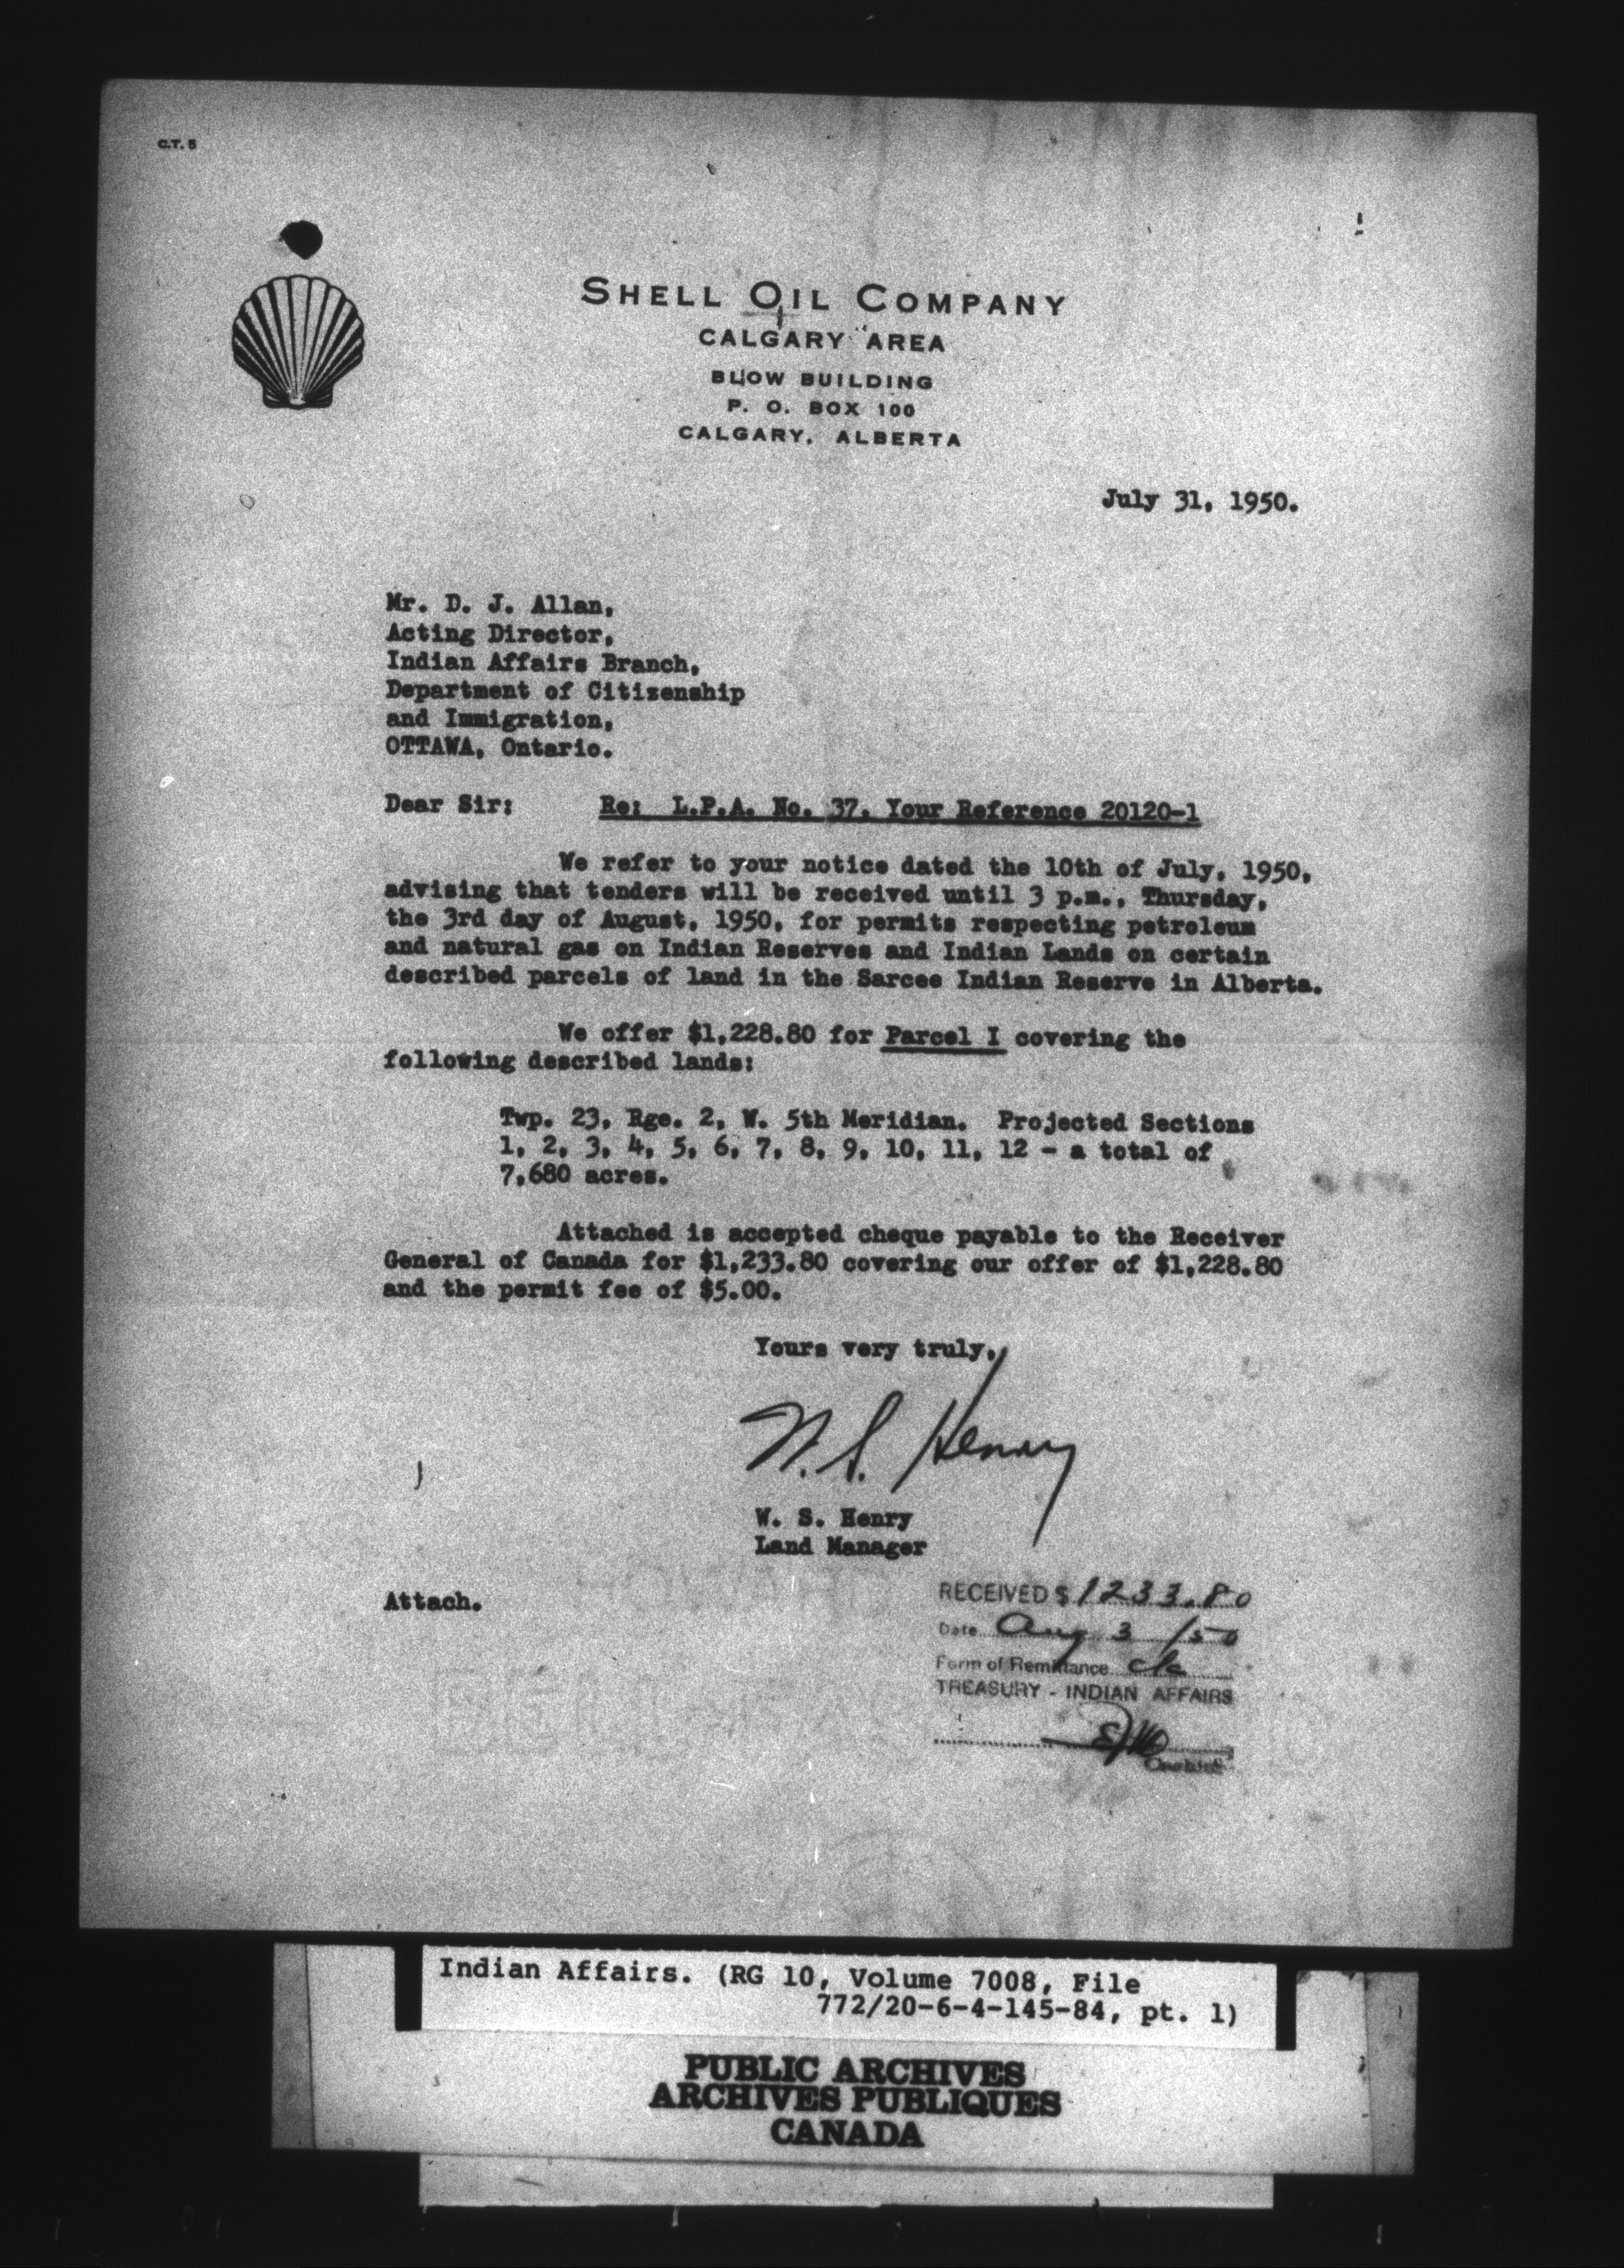 C.T. 5
SHELL OIL COMPANY
CALGARY AREA
BLOW BUILDING
P. O. BOX 100
CALGARY, ALBERTA
July 31, 1950.
Mr. D. J. Allan,
Acting Director,
Indian Affairs Branch,
Department of Citizenship
and Immigration,
OTTAWA, Ontario.
Dear Sir: Re: L.P.A. No. 37. Your Reference 20120-1
We refer to your notice dated the 10th of July, 1950,
advising that tenders will be received until 3 p.m., Thursday,
the 3rd day of August, 1950, for permits respecting petroleum
and natural gas on Indian Reserves and Indian Lands on certain
described parcels of land in the Sarcee Indian Reserve in Alberta.
We offer $1,228.80 for Parcel I covering the
following described lands:
Twp. 23, Rge. 2, W. 5th Meridian. Projected Sections
1, 2, 3, 4, 5, 6, 7, 8, 9, 10, 11, 12 - a total of
7,680 acres.
Attached is accepted cheque payable to the Receiver
General of Canada for $1,233.80 covering our offer of $1,228.80
and the permit fee of $5.00.
Yours very truly,
W. S. Henry
W. S. Henry
Land Manager
Attach.
RECEIVED $ 1233.80
Date Aug 3 /50
Form of Remittance ck
TREASURY - INDIAN AFFAIRS
Indian Affairs. (RG 10, Volume 7008, File
772/20-6-4-145-84, pt. 1)
PUBLIC ARCHIVES
ARCHIVES PUBLIQUES
CANADA